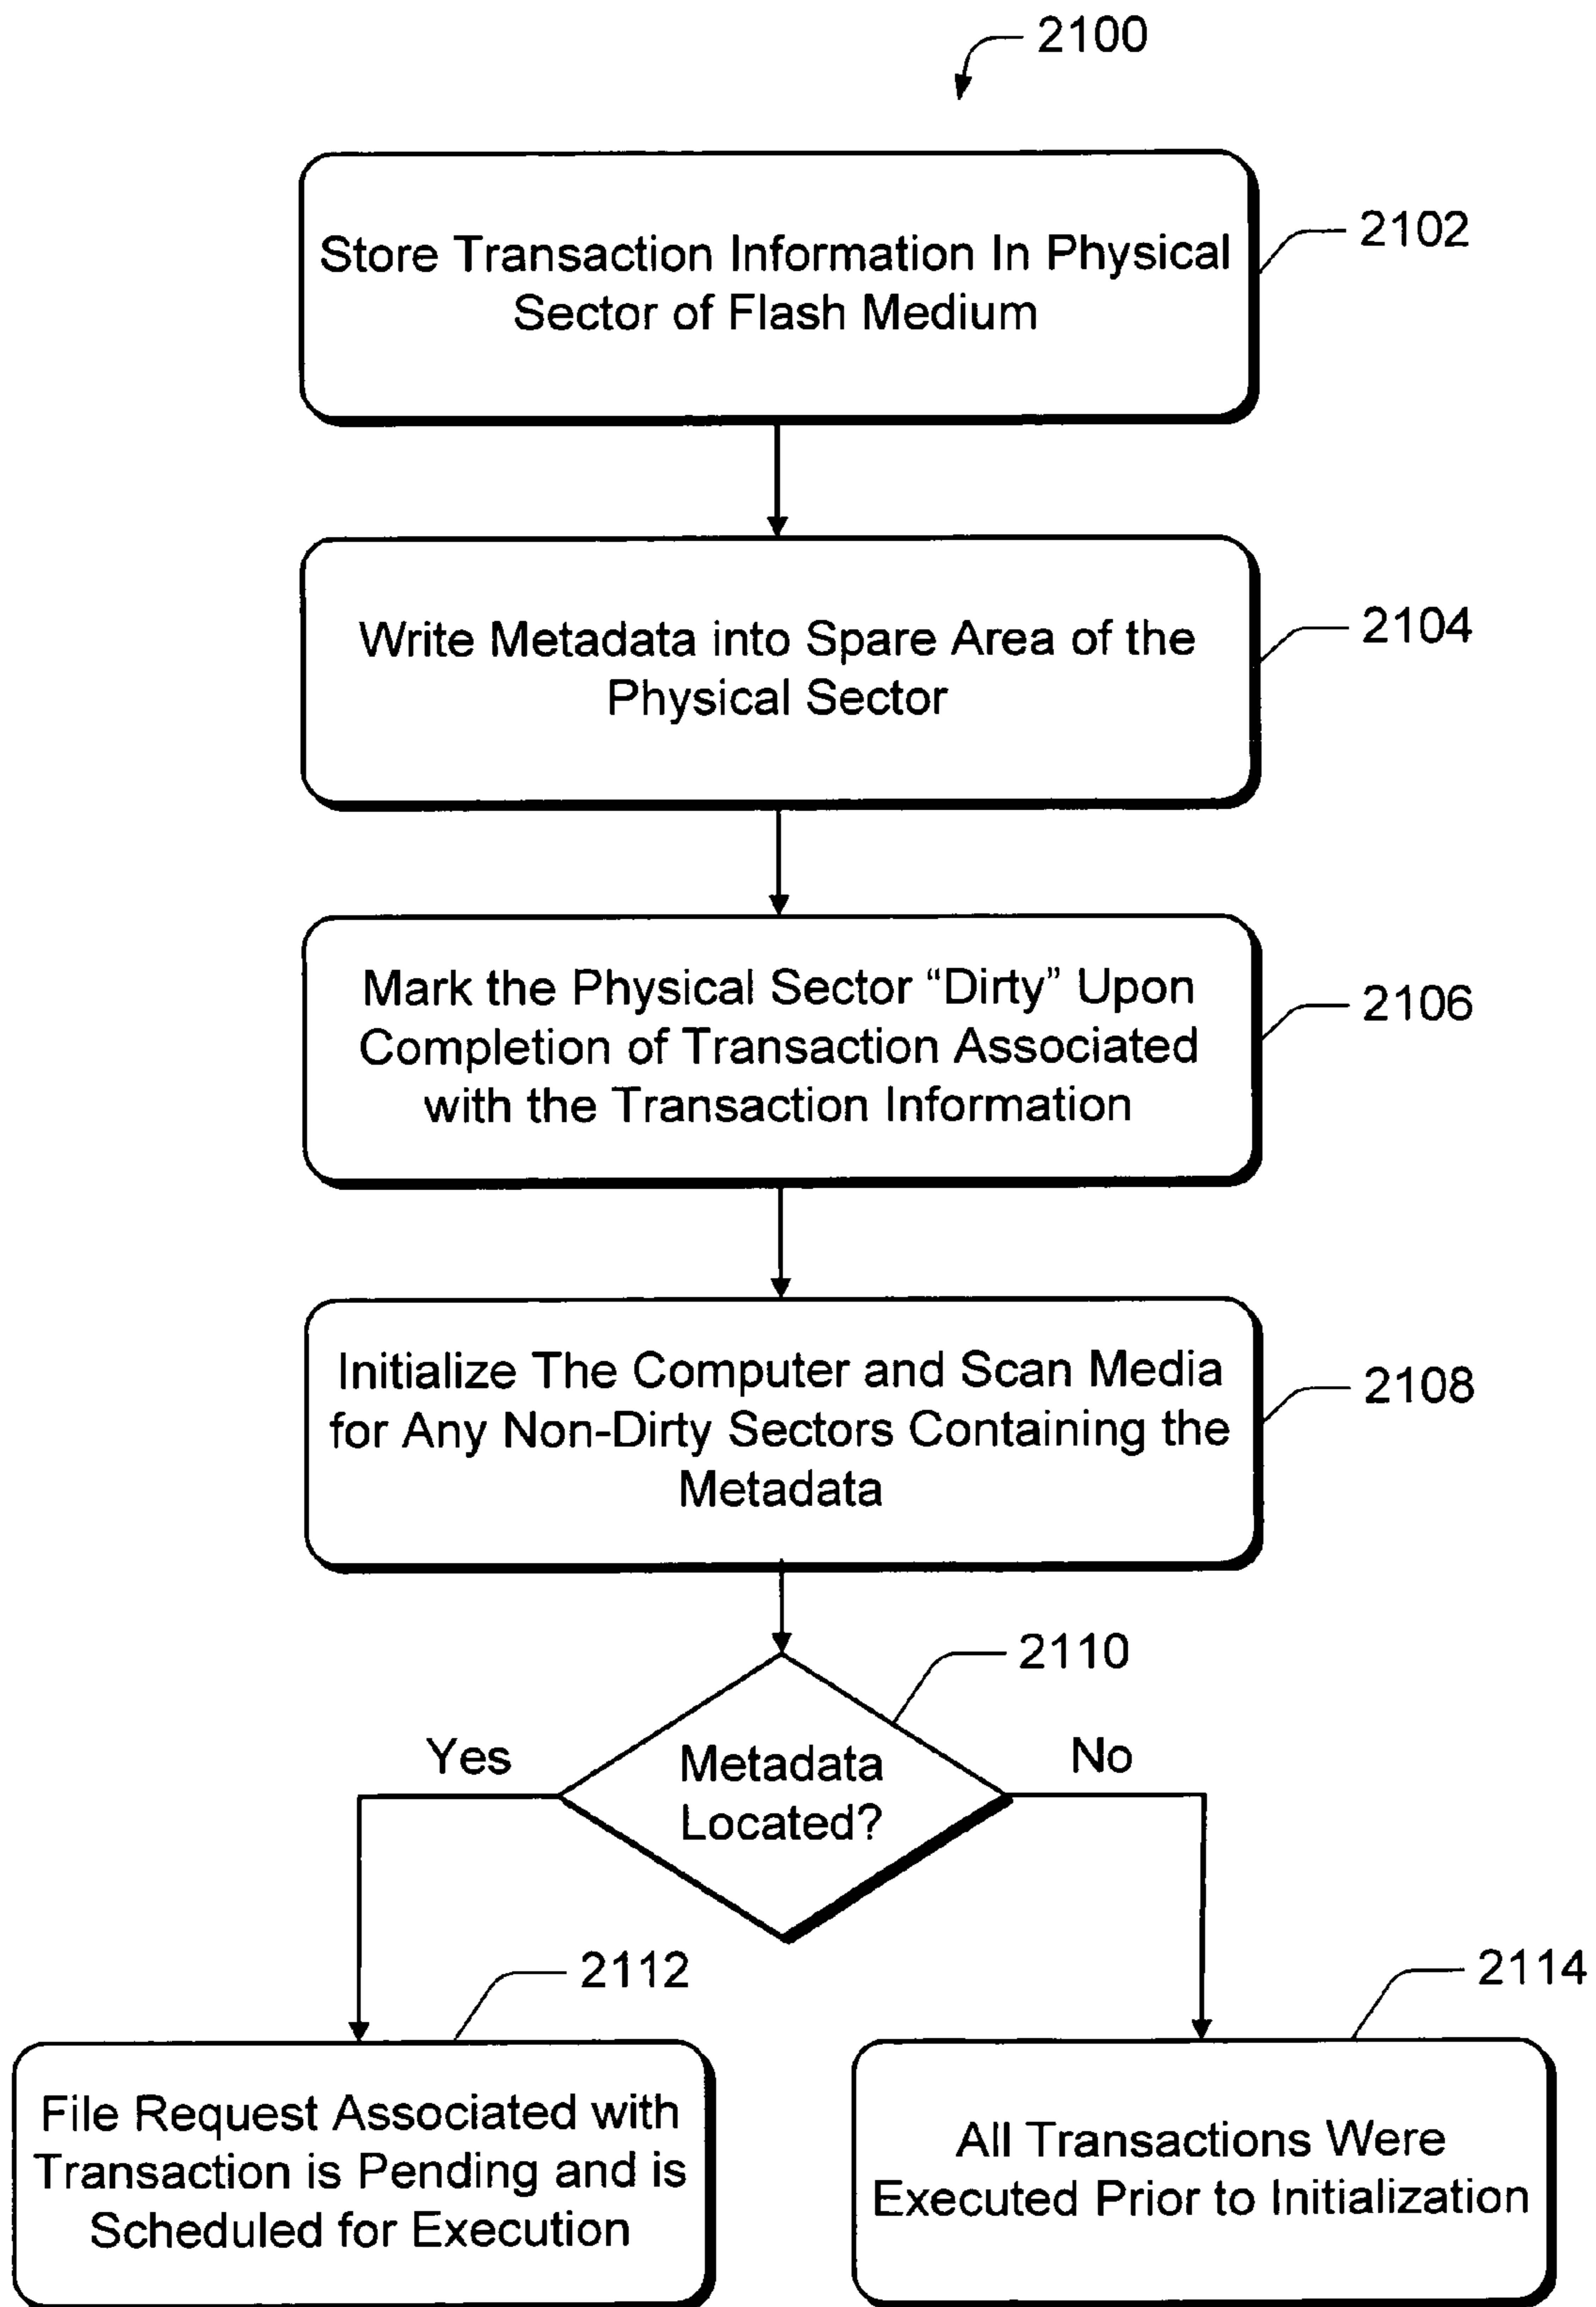 2100
Store Transaction Information In Physical
Sector of Flash Medium
2102
Write Metadata into Spare Area of the
Physical Sector
2104
Mark the Physical Sector “Dirty” Upon
Completion of Transaction Associated
with the Transaction Information
2106
Initialize The Computer and Scan Media
for Any Non-Dirty Sectors Containing the
Metadata
2108
2110
Yes
Metadata
Located?
No
2112
File Request Associated with
Transaction is Pending and is
Scheduled for Execution
2114
All Transactions Were
Executed Prior to Initialization